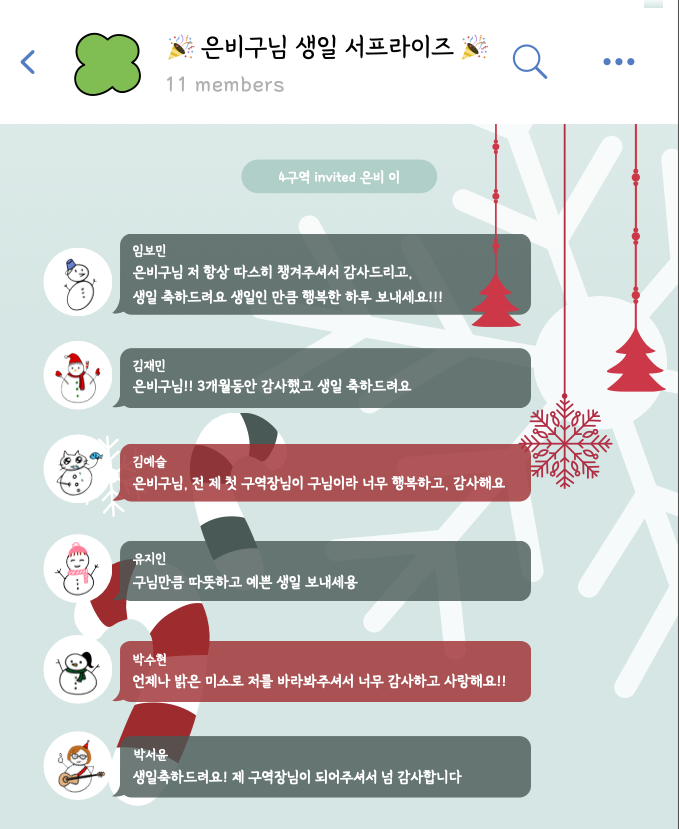 🎉 은비구님 생일 서프라이즈 🎉
11 members
4구역 invited 은비 이
임보민
은비구님 저 항상 따스히 챙겨주셔서 감사드리고,
생일 축하드려요 생일인 만큼 행복한 하루 보내세요!!!
김재민
은비구님!! 3개월동안 감사했고 생일 축하드려요
김예슬
은비구님, 전 제 첫 구역장님이 구님이라 너무 행복하고, 감사해요
유지인
구님만큼 따뜻하고 예쁜 생일 보내세용
박수현
언제나 밝은 미소로 저를 바라봐주셔서 너무 감사하고 사랑해요!!
박서윤
생일축하드려요! 제 구역장님이 되어주셔서 넘 감사합니다